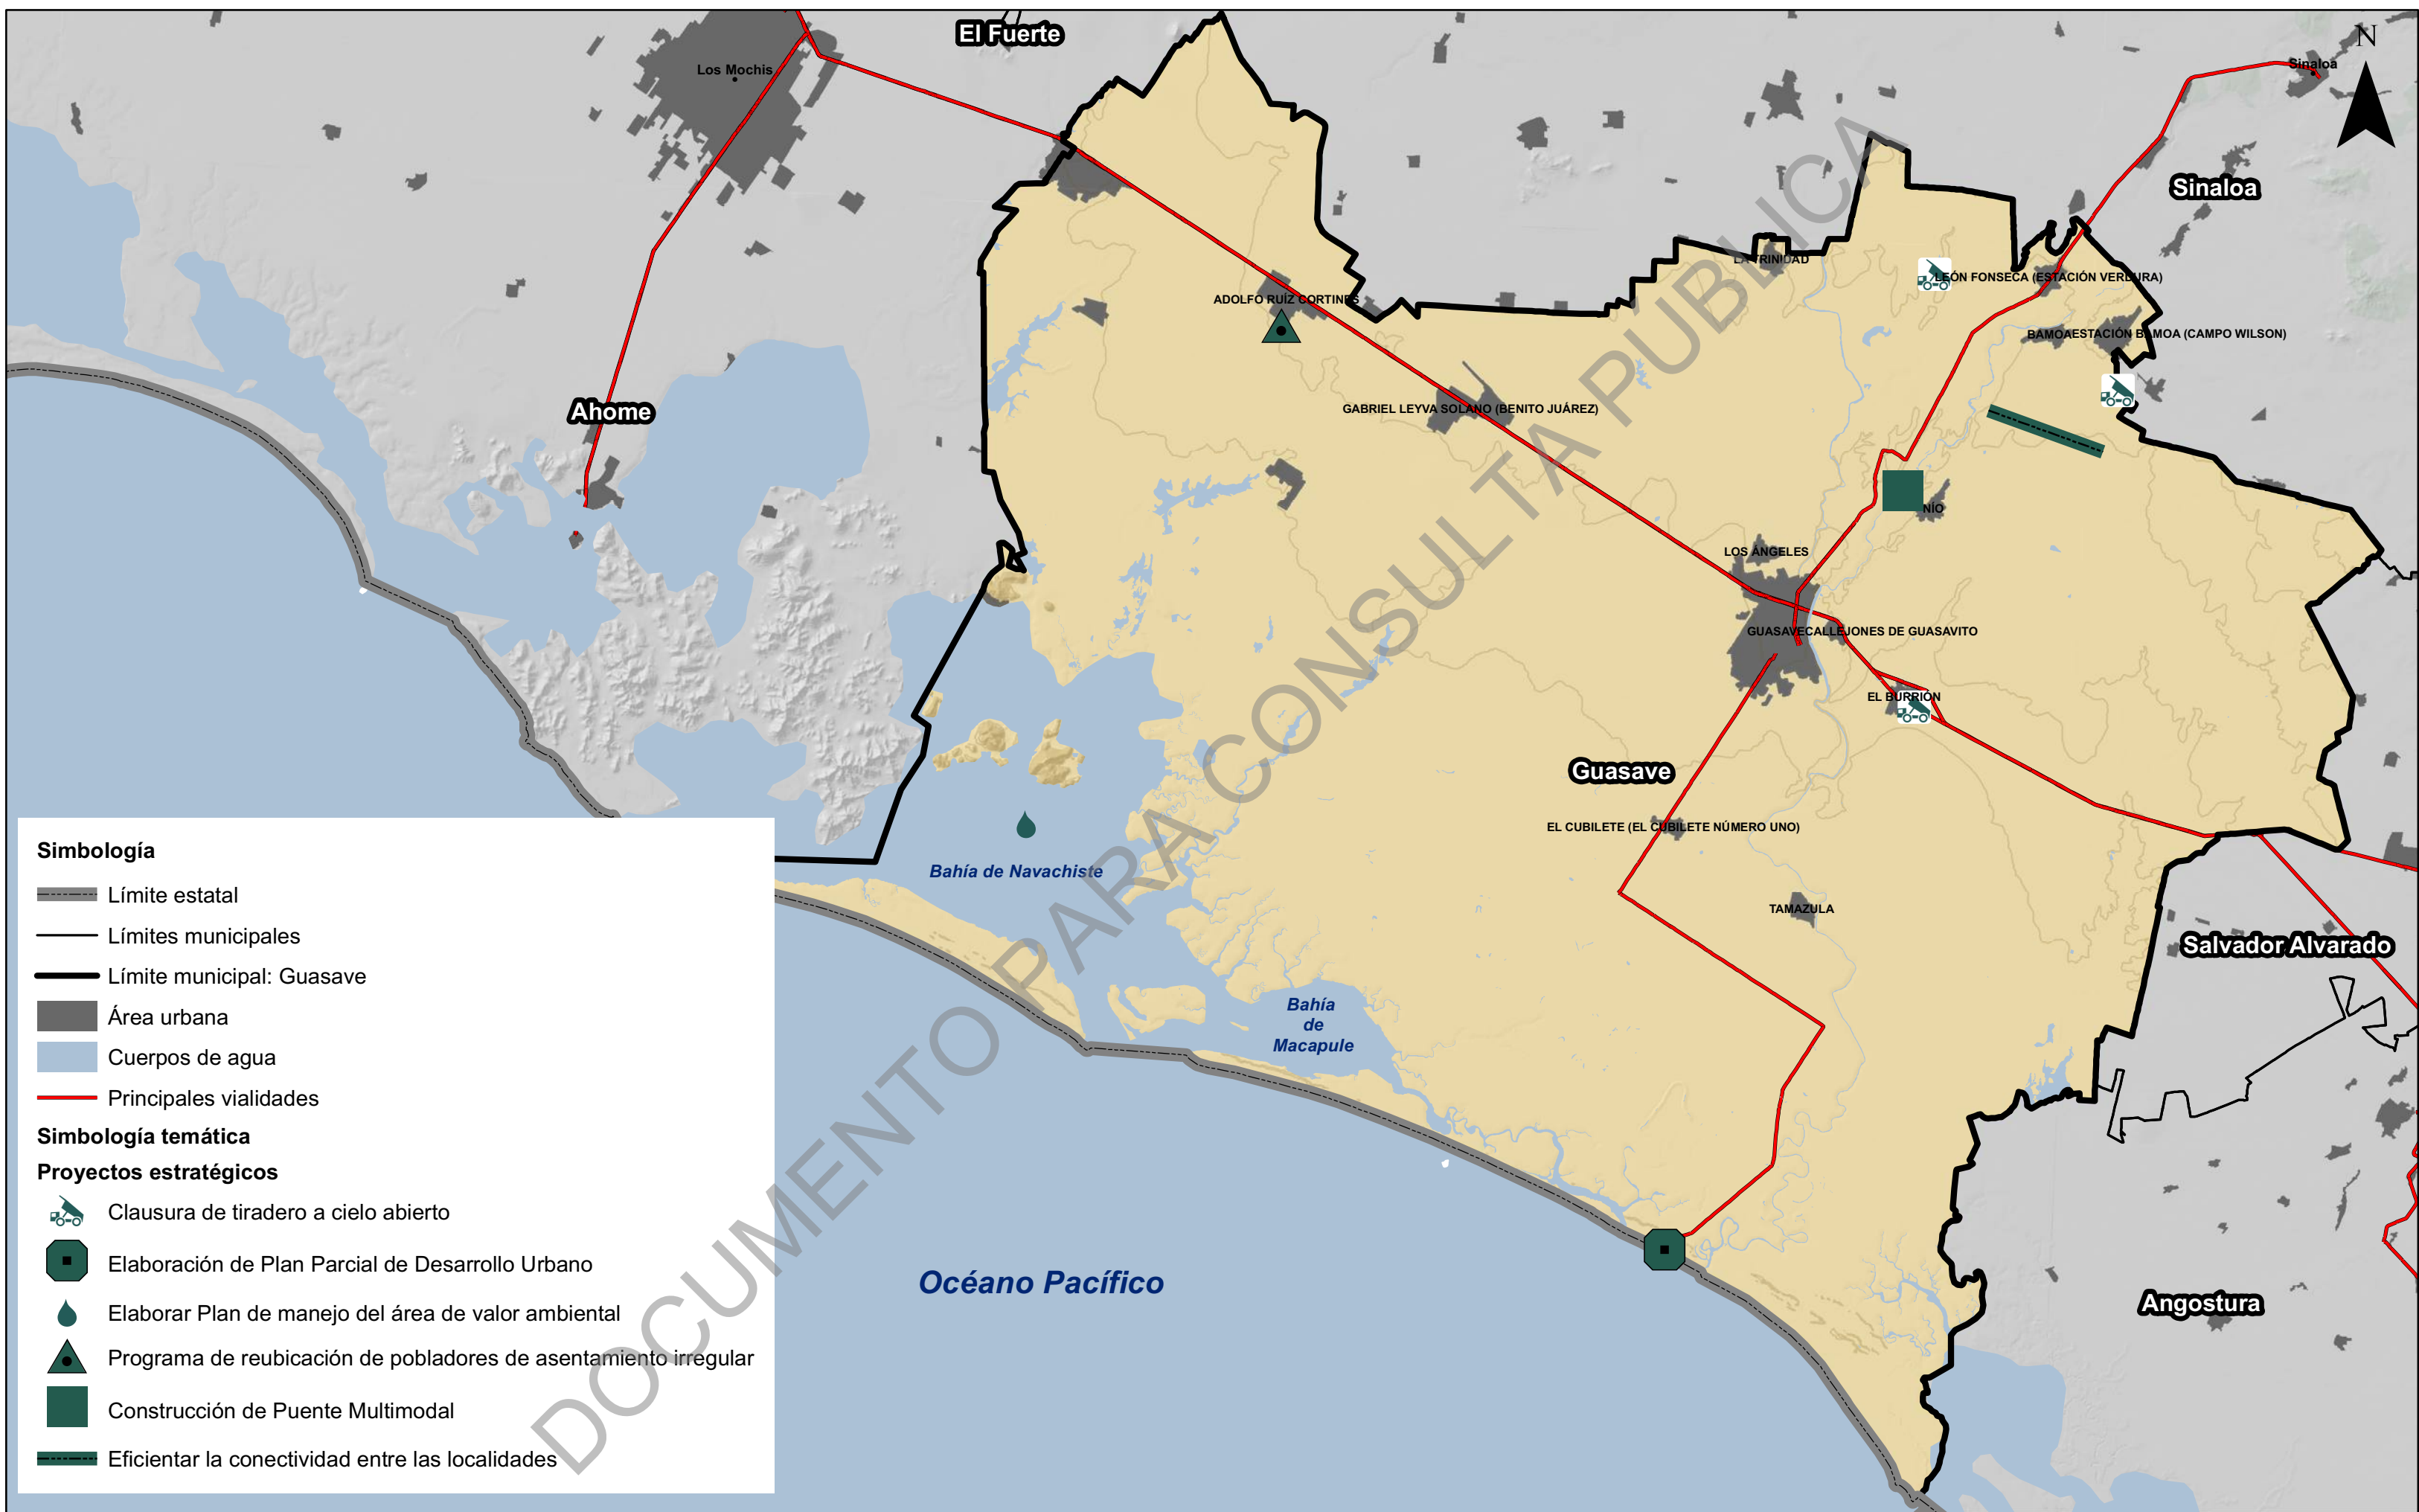 El Fuerte
N
Los Mochis
Sinaloa
Sinaloa
LA TRINIDAD
LEÓN FONSECA (ESTACIÓN VERDURA)
ADOLFO RUÍZ CORTINES
BAMOA
ESTACIÓN BAMOA (CAMPO WILSON)
Ahome
GABRIEL LEYVA SOLANO (BENITO JUÁREZ)
NÍO
LOS ÁNGELES
GUASAVE
CALLEJONES DE GUASAVITO
EL BURRIÓN
Guasave
EL CUBILETE (EL CUBILETE NÚMERO UNO)
Bahía de Navachiste
TAMAZULA
Salvador Alvarado
Bahía
de
Macapule
Océano Pacífico
Angostura
DOCUMENTO PARA CONSULTA PÚBLICA
Simbología
Límite estatal
Límites municipales
Límite municipal: Guasave
Área urbana
Cuerpos de agua
Principales vialidades
Simbología temática
Proyectos estratégicos
Clausura de tiradero a cielo abierto
Elaboración de Plan Parcial de Desarrollo Urbano
Elaborar Plan de manejo del área de valor ambiental
Programa de reubicación de pobladores de asentamiento irregular
Construcción de Puente Multimodal
Eficientar la conectividad entre las localidades